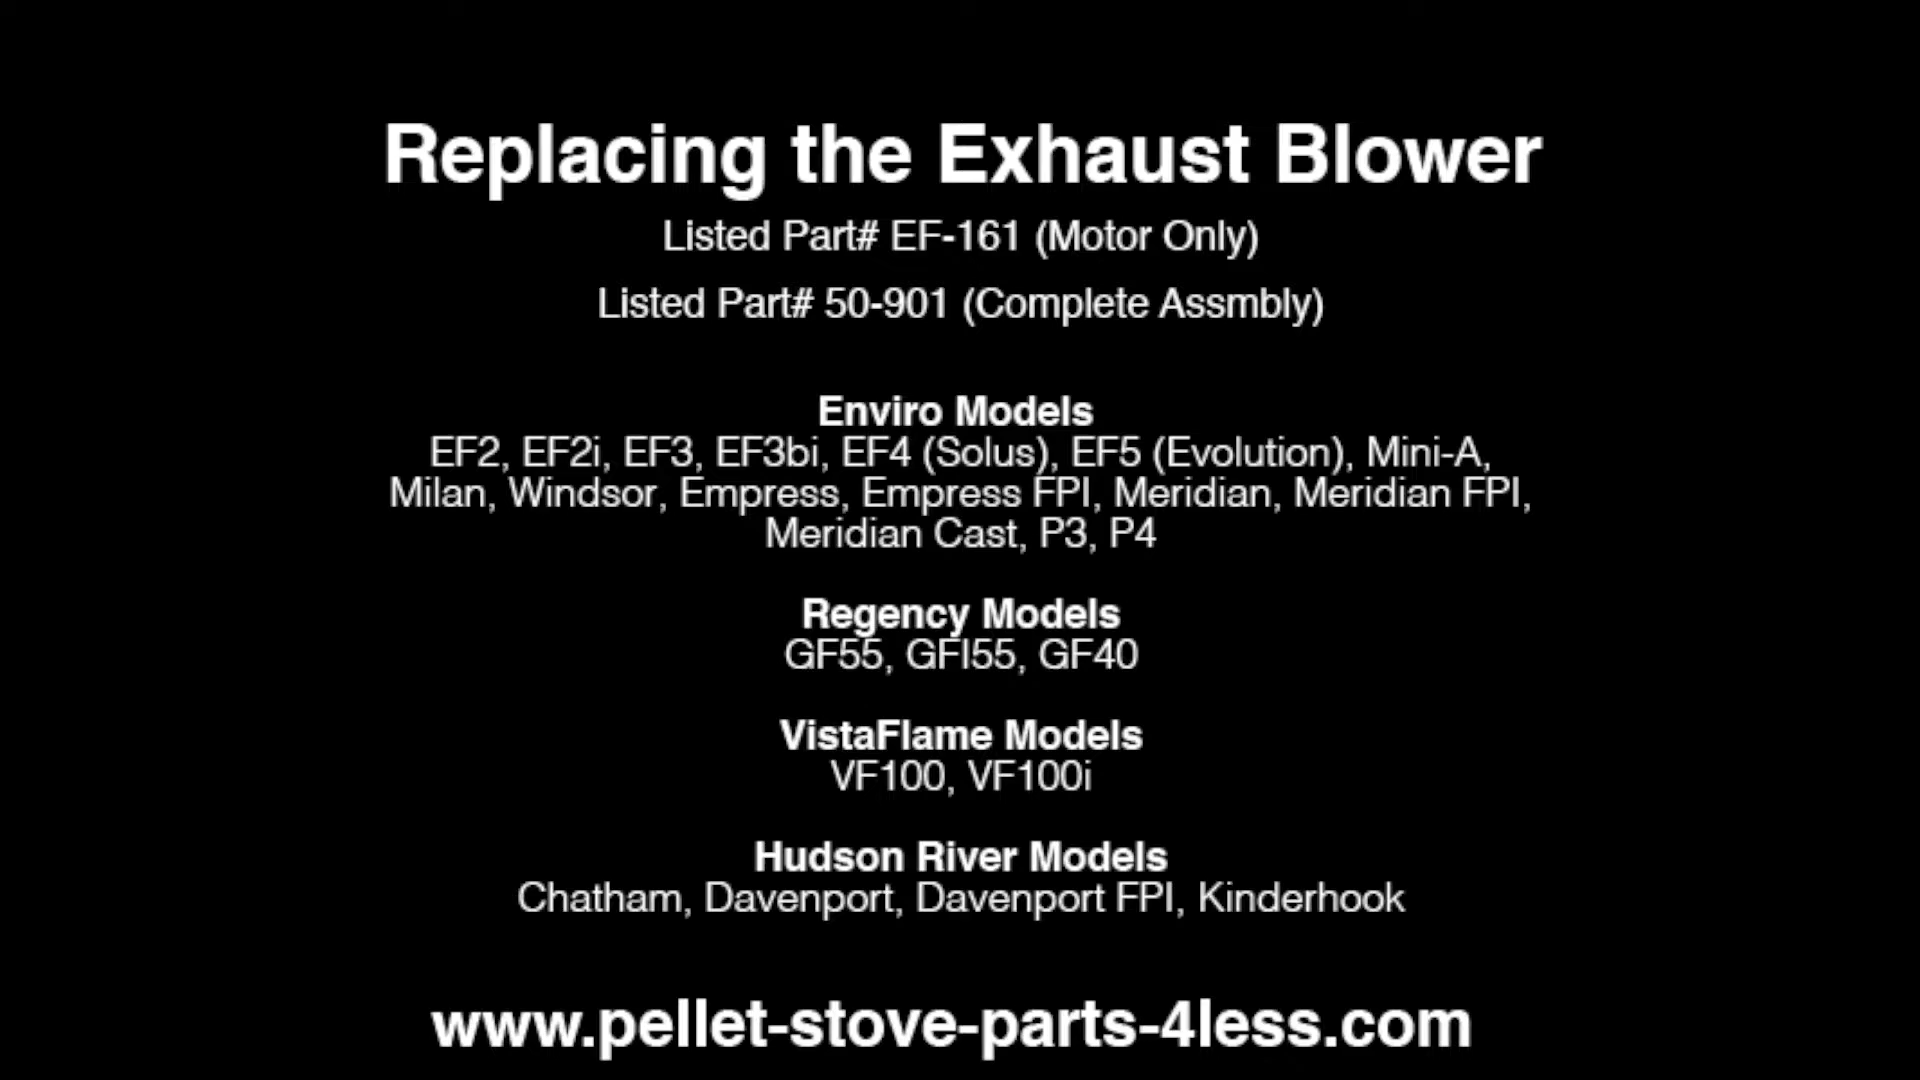 Replacing the Exhaust Blower
Listed Part# EF-161 (Motor Only)
Listed Part# 50-901 (Complete Assmbly)
Enviro Models
EF2, EF2i, EF3, EF3bi, EF4 (Solus), EF5 (Evolution), Mini-A,
Milan, Windsor, Empress, Empress FPI, Meridian, Meridian FPI,
Meridian Cast, P3, P4
Regency Models
GF55, GFI55, GF40
VistaFlame Models
VF100, VF100i
Hudson River Models
Chatham, Davenport, Davenport FPI, Kinderhook
www.pellet-stove-parts-4less.com